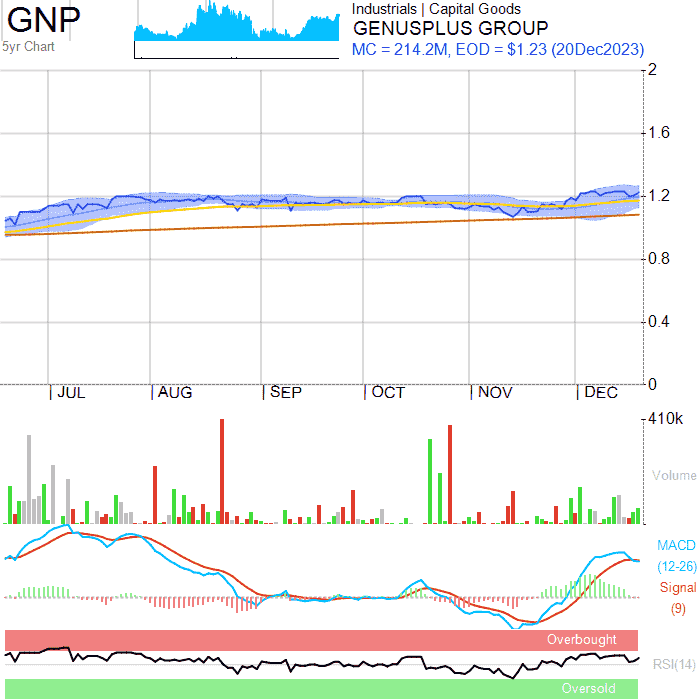 GNP
5yr Chart
Industrials | Capital Goods
GENUSPLUS GROUP
MC = 214.2M, EOD = $1.23 (20Dec2023)
2
1.6
1.2
0.8
0.4
0
JUL AUG SEP OCT NOV DEC
410k
Volume
MACD
(12-26)
Signal
(9)
Overbought
RSI(14)
Oversold